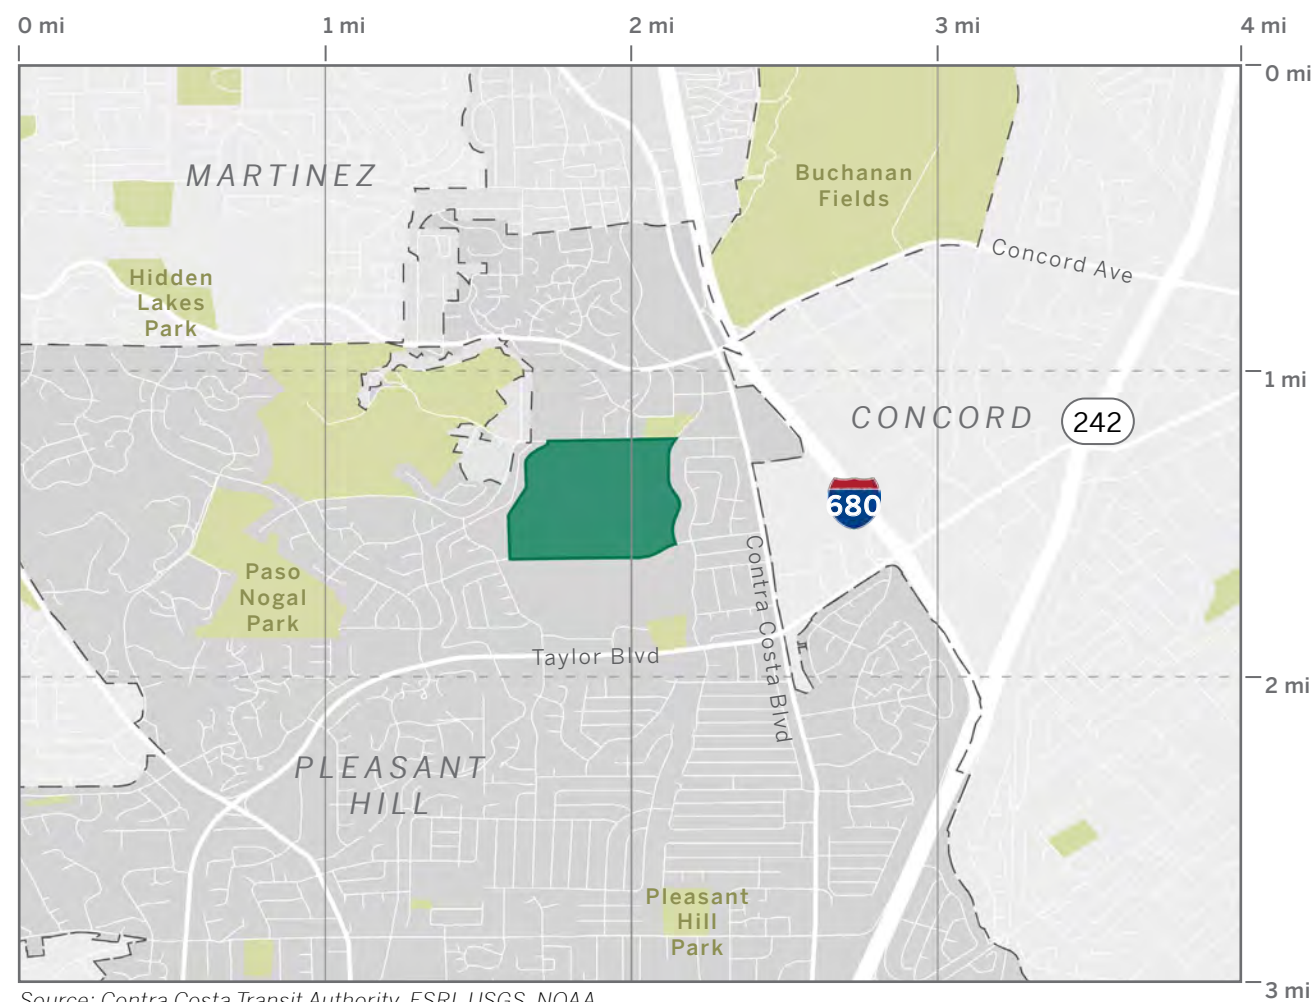 0 mi
1 mi
2 mi
3 mi
4 mi
0 mi
MARTINEZ
Buchanan
Fields
Concord Ave
Hidden
Lakes
Park
1 mi
CONCORD
242
680
Contra Costa Blvd
Paso
Nogal
Park
Taylor Blvd
2 mi
PLEASANT
HILL
Pleasant
Hill
Park
3 mi
Source: Contra Costa Transit Authority, ESRI, USGS, NOAA